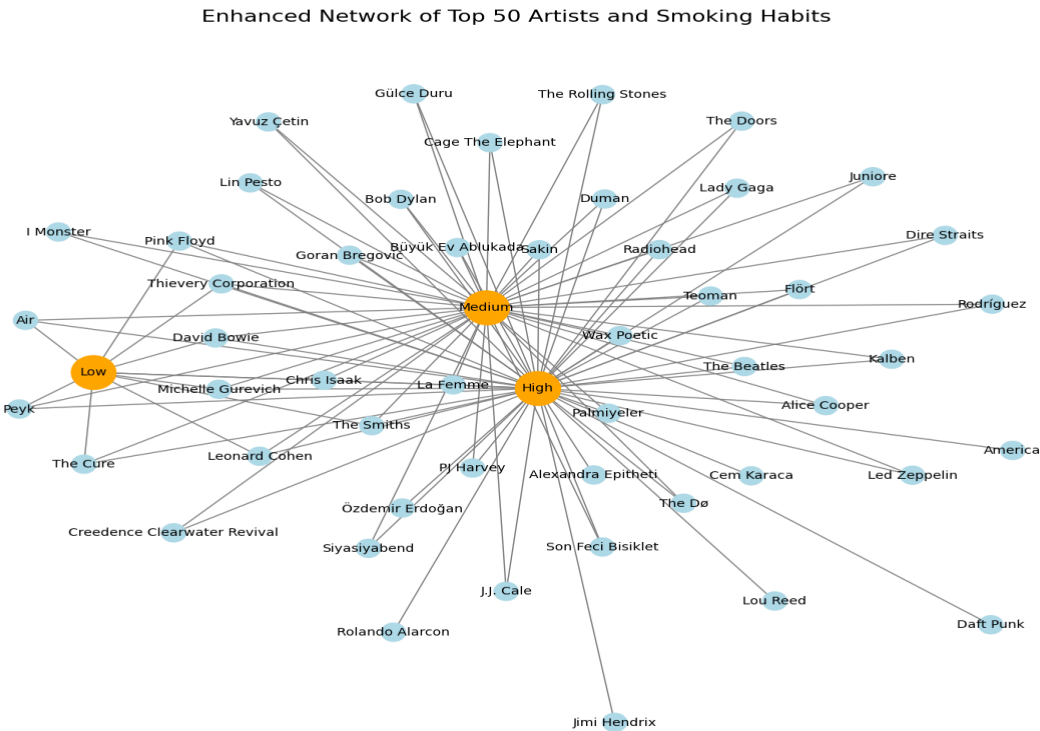 Enhanced Network of Top 50 Artists and Smoking Habits
Gülce Duru
The Rolling Stones
Yavuz Çetin
The Doors
Cage The Elephant
Juniore
Lin Pesto
Lady Gaga
Bob Dylan
Duman
I Monster
Dire Straits
Pink Floyd
Büyük Ev Ablukada
Sakin
Radiohead
Goran Bregovic
Thievery Corporation
Flört
Teoman
Medium
Rodríguez
Air
David Bowie
Wax Poetic
Kalben
The Beatles
Low
Chris Isaak
La Femme
High
Michelle Gurevich
Alice Cooper
Peyk
Palmiyeler
The Smiths
America
Leonard Cohen
The Cure
PJ Harvey
Alexandra Epitheti
Cem Karaca
Led Zeppelin
The Dø
Özdemir Erdoğan
Creedence Clearwater Revival
Siyasiyabend
Son Feci Bisiklet
J.J. Cale
Lou Reed
Daft Punk
Rolando Alarcon
Jimi Hendrix